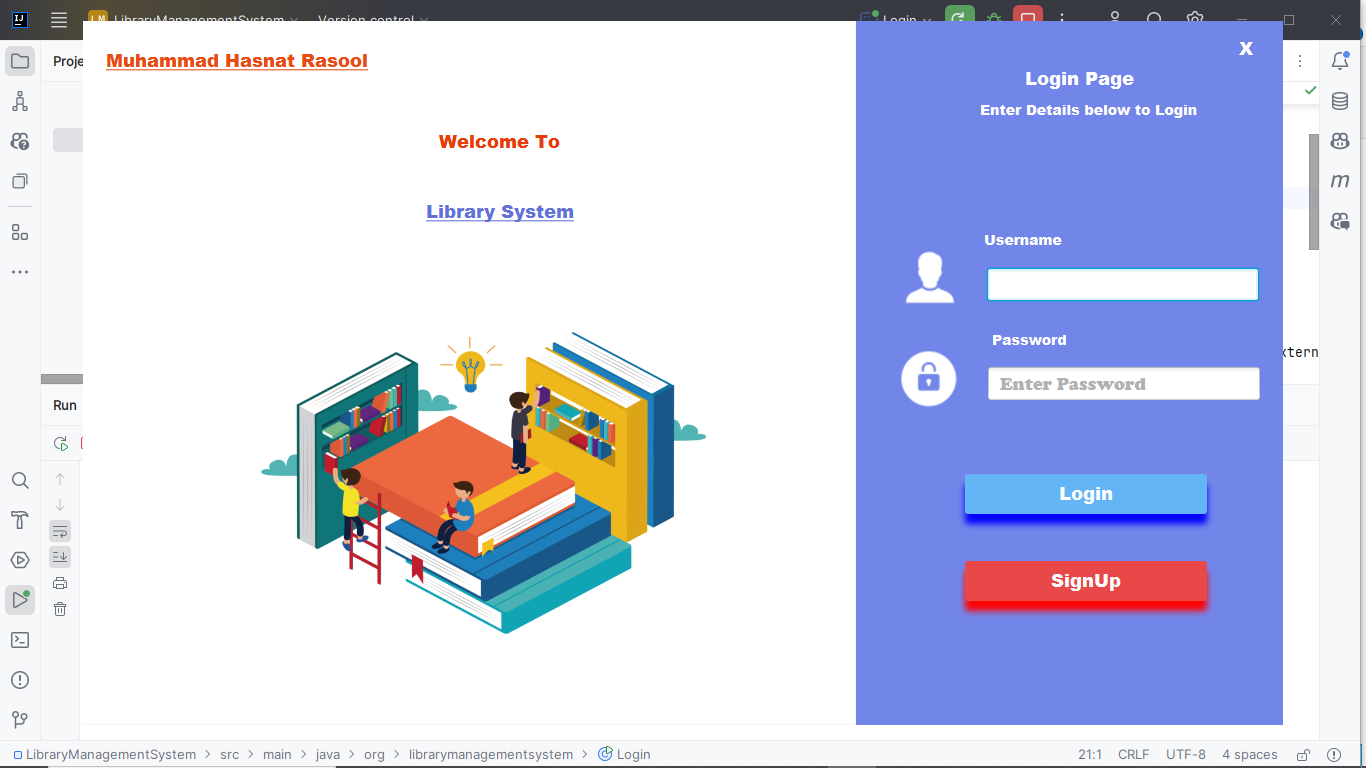 LM LibraryManagementSystem Version control Login
Proje
Muhammad Hasnat Rasool
Welcome To
Library System
X
Login Page
Enter Details below to Login
Username
Password
Enter Password
Login
SignUp
xtern
m
Run
LibraryManagementSystem > src > main > java > org > librarymanagementsystem > Login
21:1 CRLF UTF-8 4 spaces